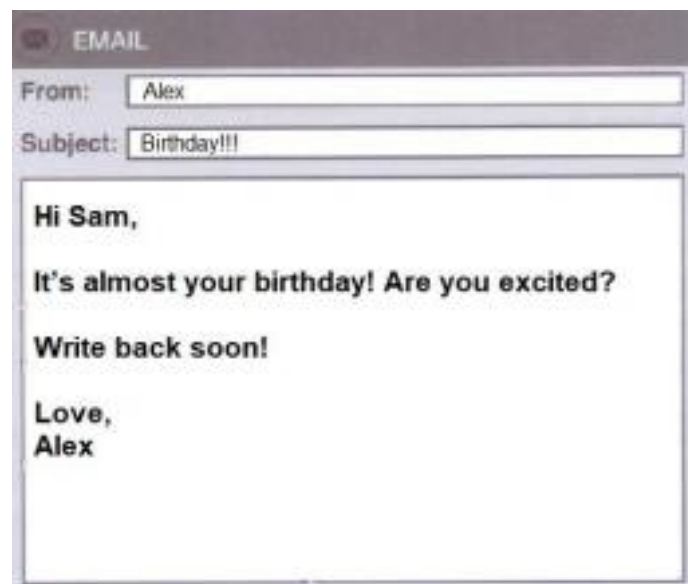 EMAIL
From: Alex
Subject: Birthday!!!
Hi Sam,
It's almost your birthday! Are you excited?
Write back soon!
Love,
Alex